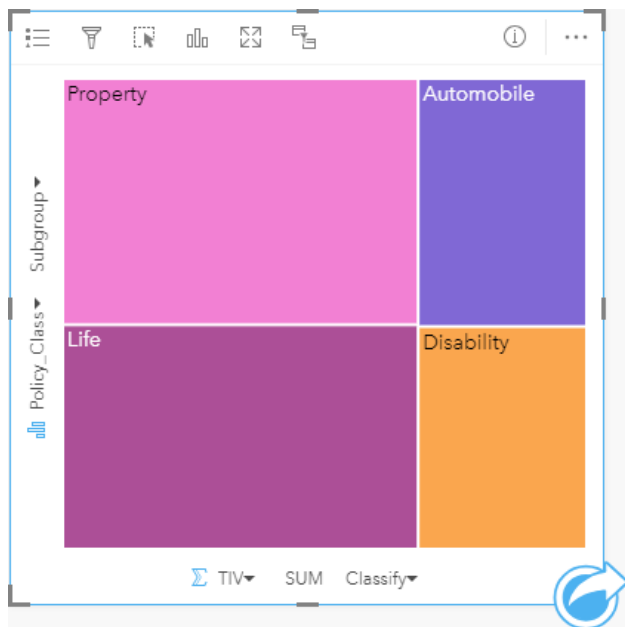 Property
Automobile
Life
Disability
Subgroup
Policy_Class
TIV
SUM
Classify